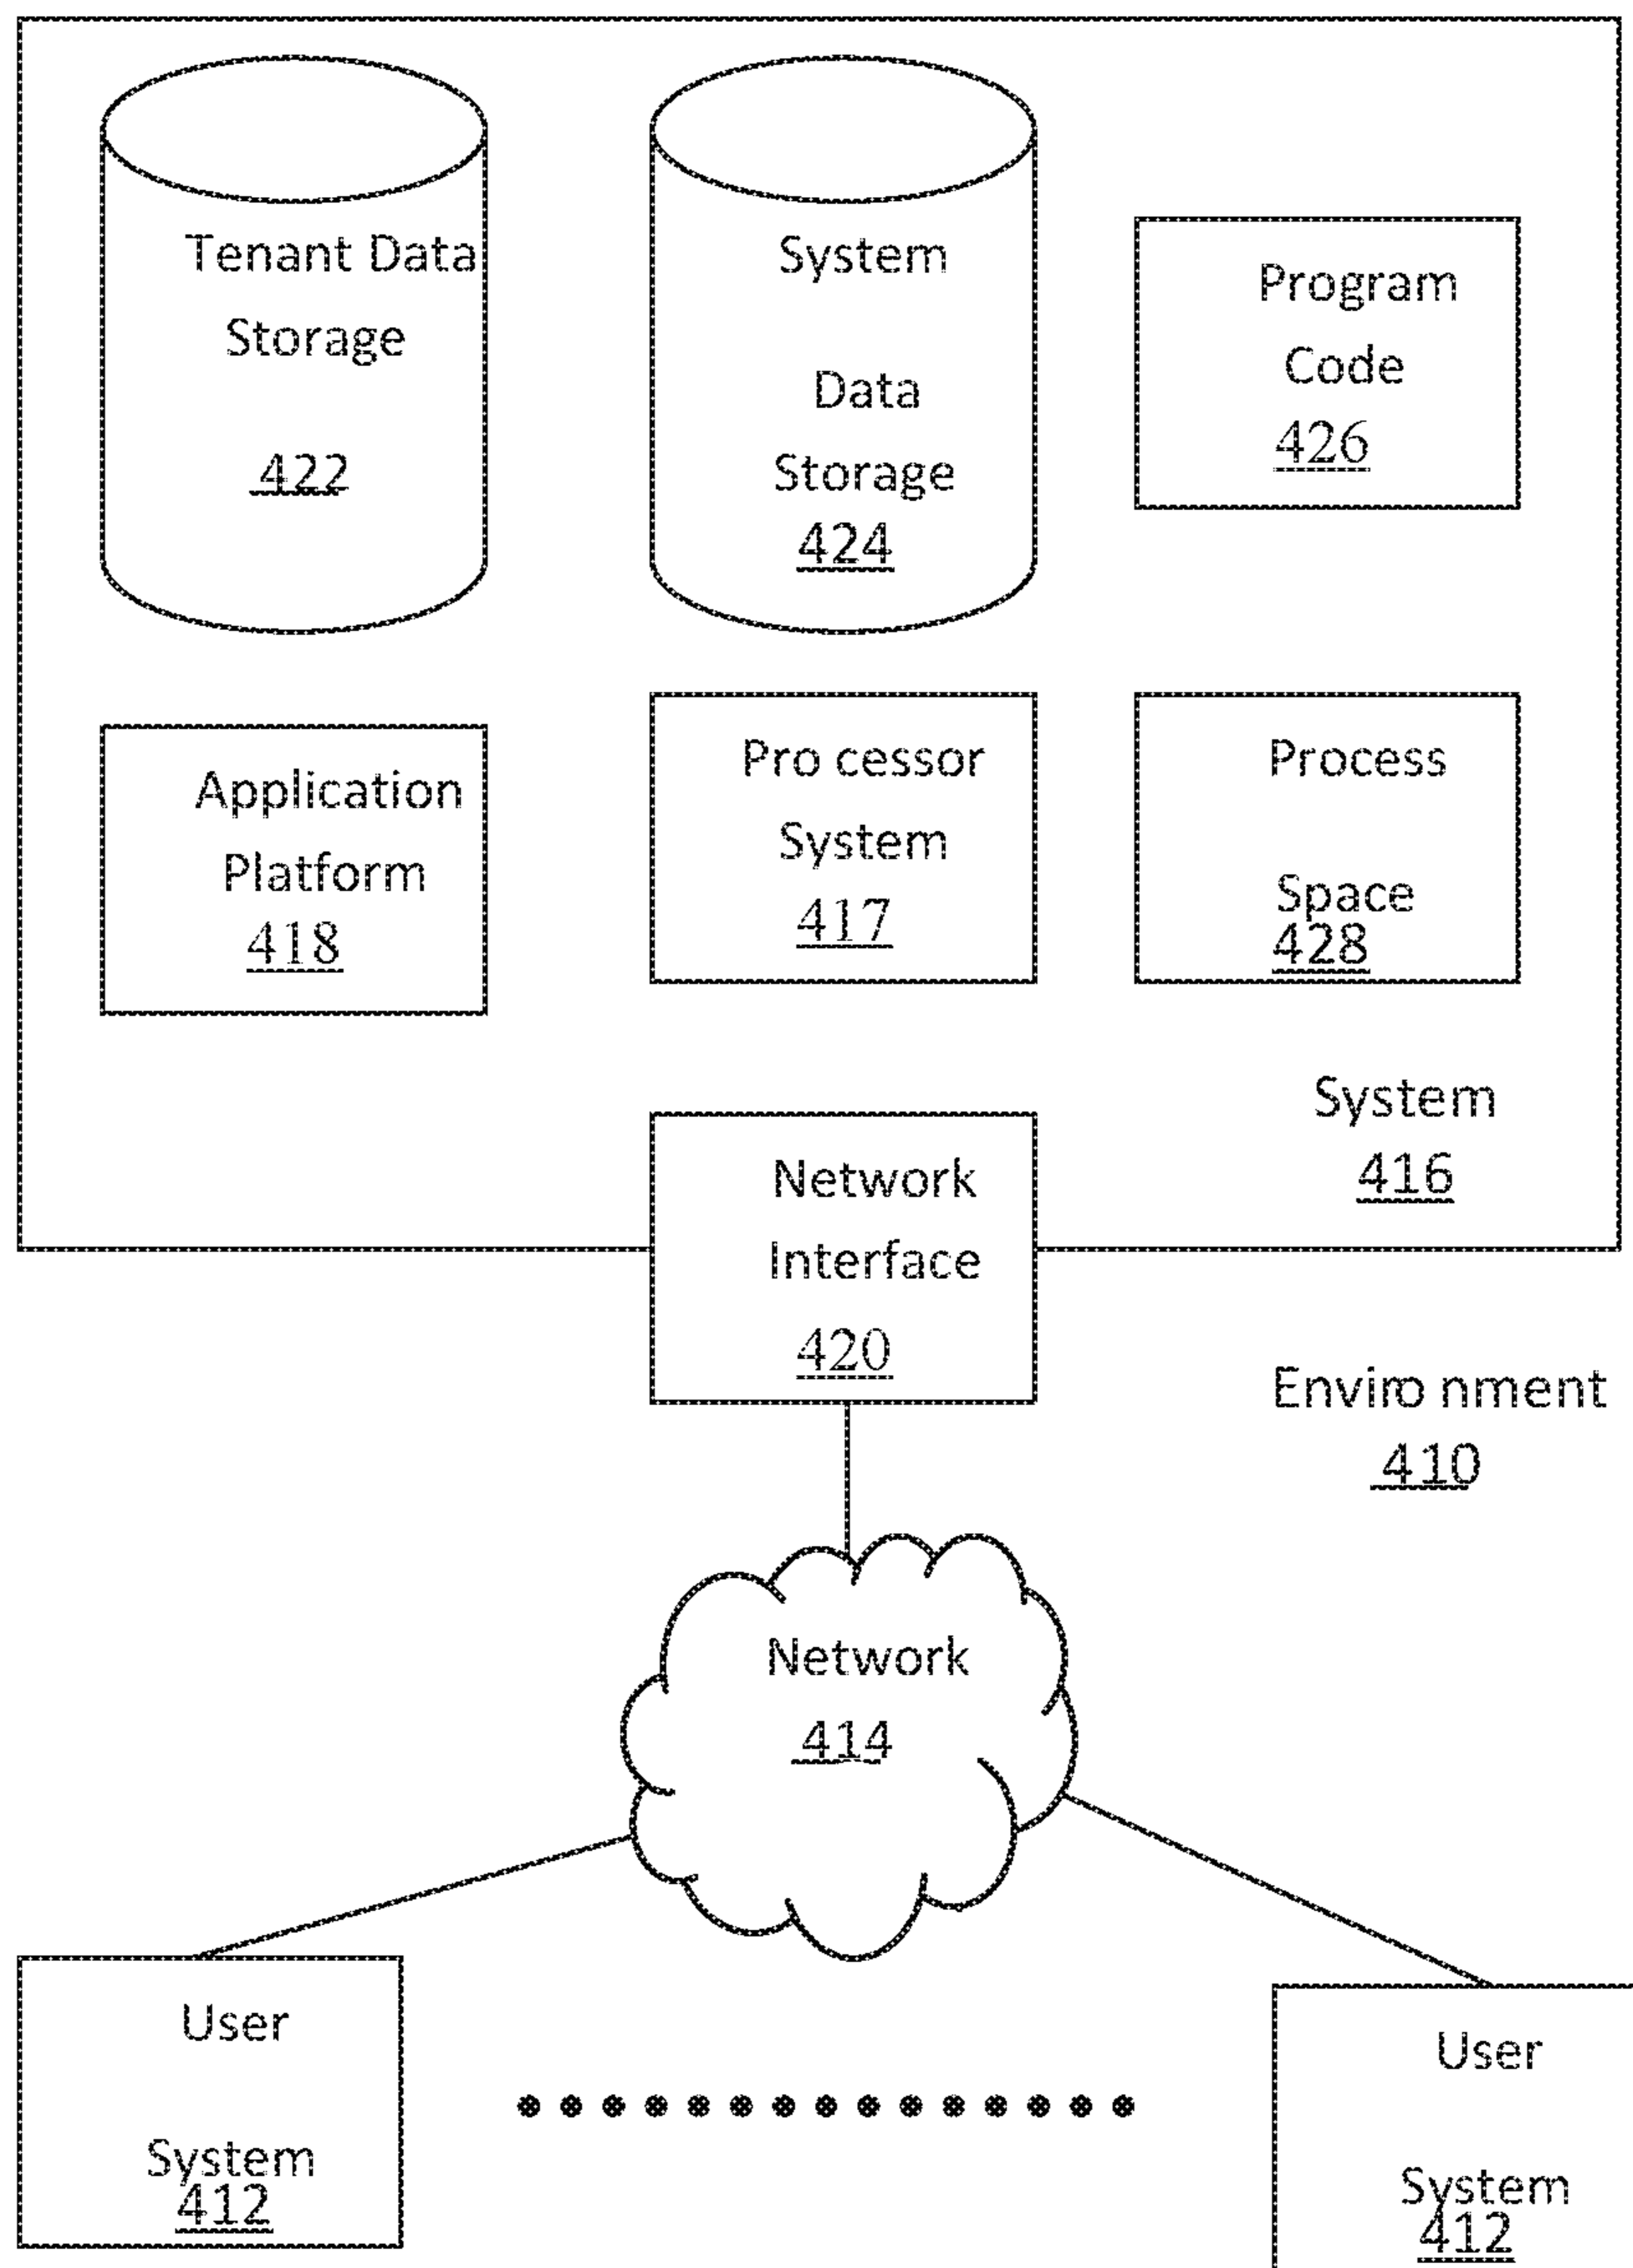 Tenant Data
Storage
422
System
Data
Storage
424
Program
Code
426
Application
Platform
418
Pro cessor
System
417
Process
Space
428
System
416
Network
Interface
420
Enviro nment
410
Network
414
User
System
412
User
System
412